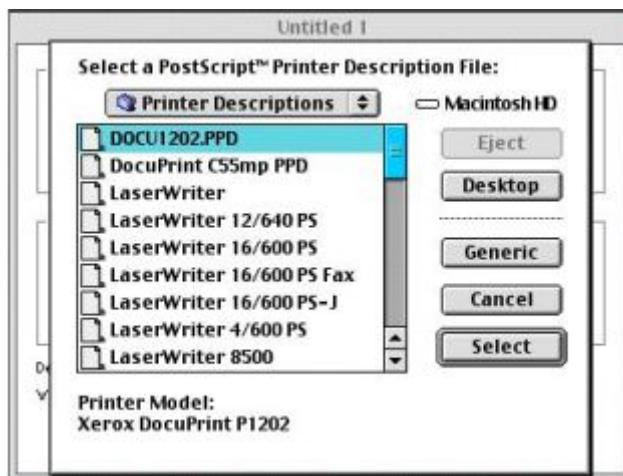 Untitled 1
Select a PostScript™ Printer Description File:
Printer Descriptions
Macintosh HD
DOCU1202.PPD
DocuPrint C55mp PPD
LaserWriter
LaserWriter 12/640 PS
LaserWriter 16/600 PS
LaserWriter 16/600 PS Fax
LaserWriter 16/600 PS-J
LaserWriter 4/600 PS
LaserWriter 8500
Eject
Desktop
Generic
Cancel
Select
Printer Model:
Xerox DocuPrint P1202